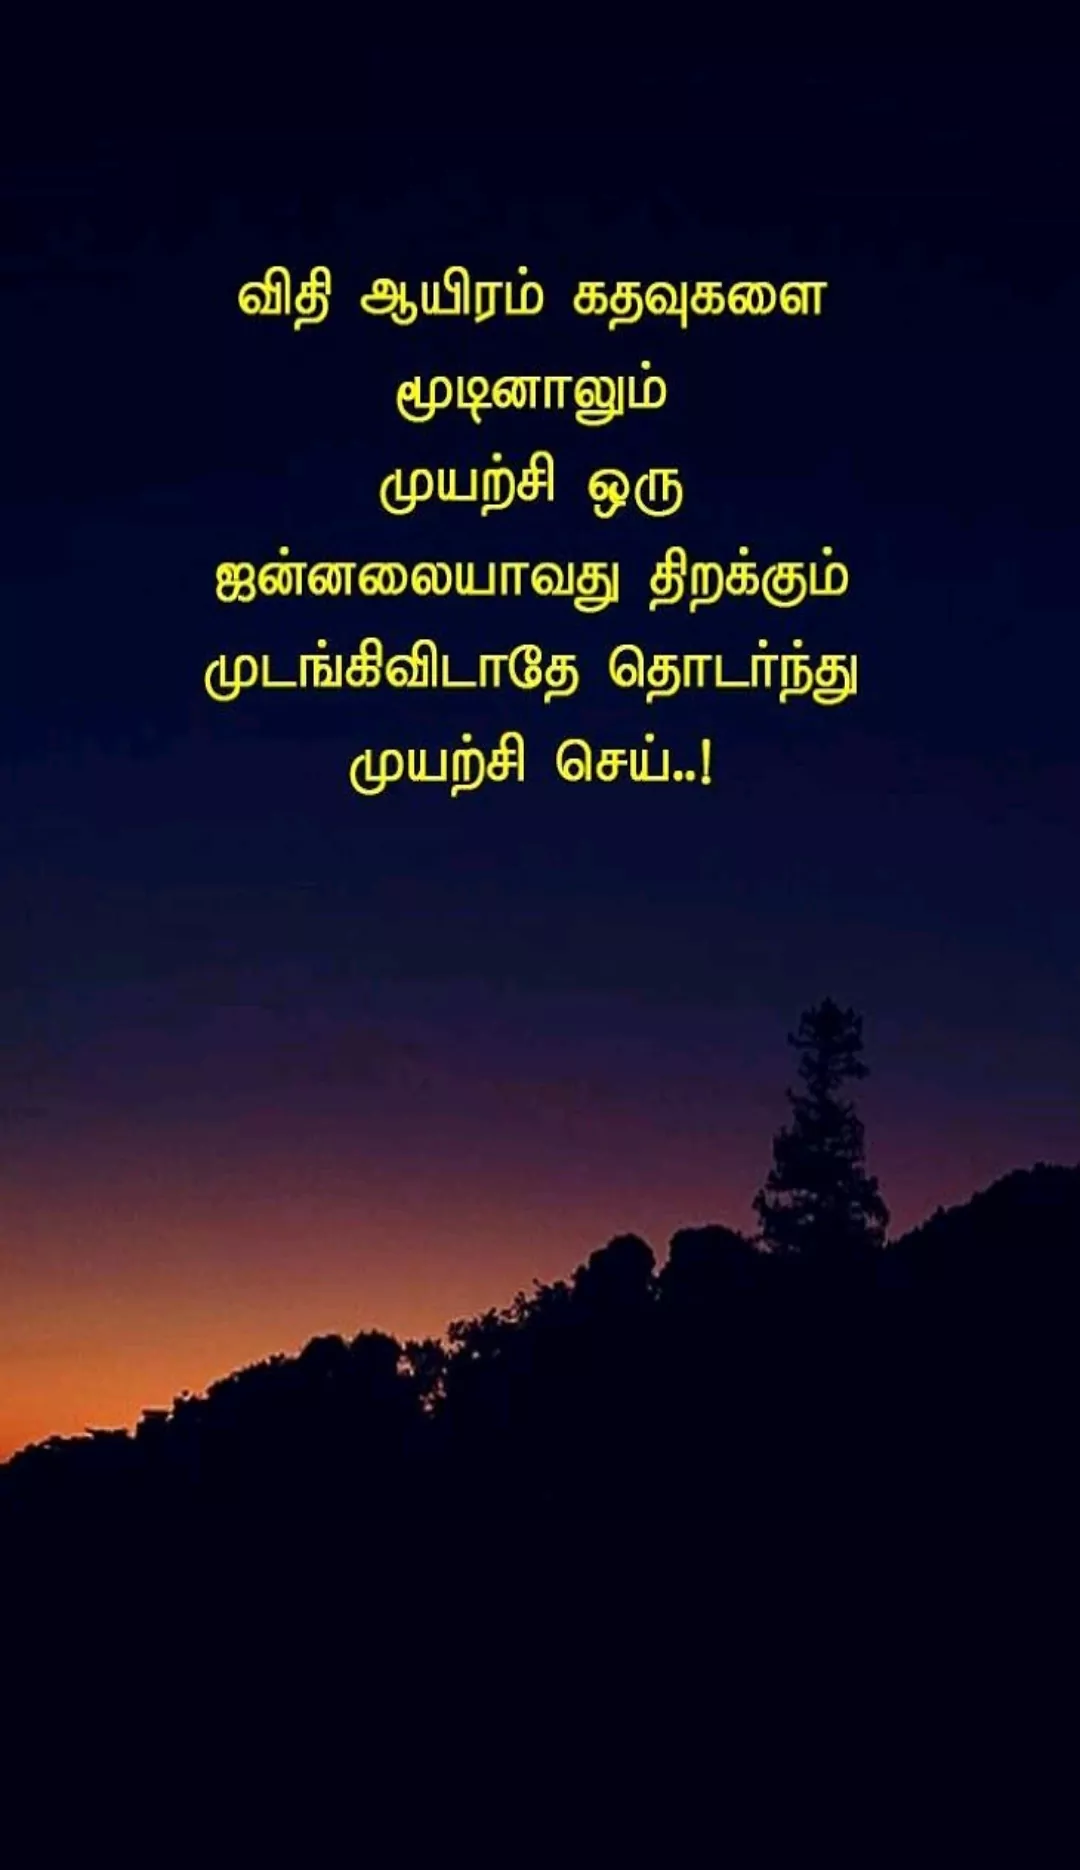 விதி ஆயிரம் கதவுகளை
மூடினாலும்
முயற்சி ஒரு
ஜன்னலையாவது திறக்கும்
முடங்கிவிடாதே தொடர்ந்து
முயற்சி செய்..!